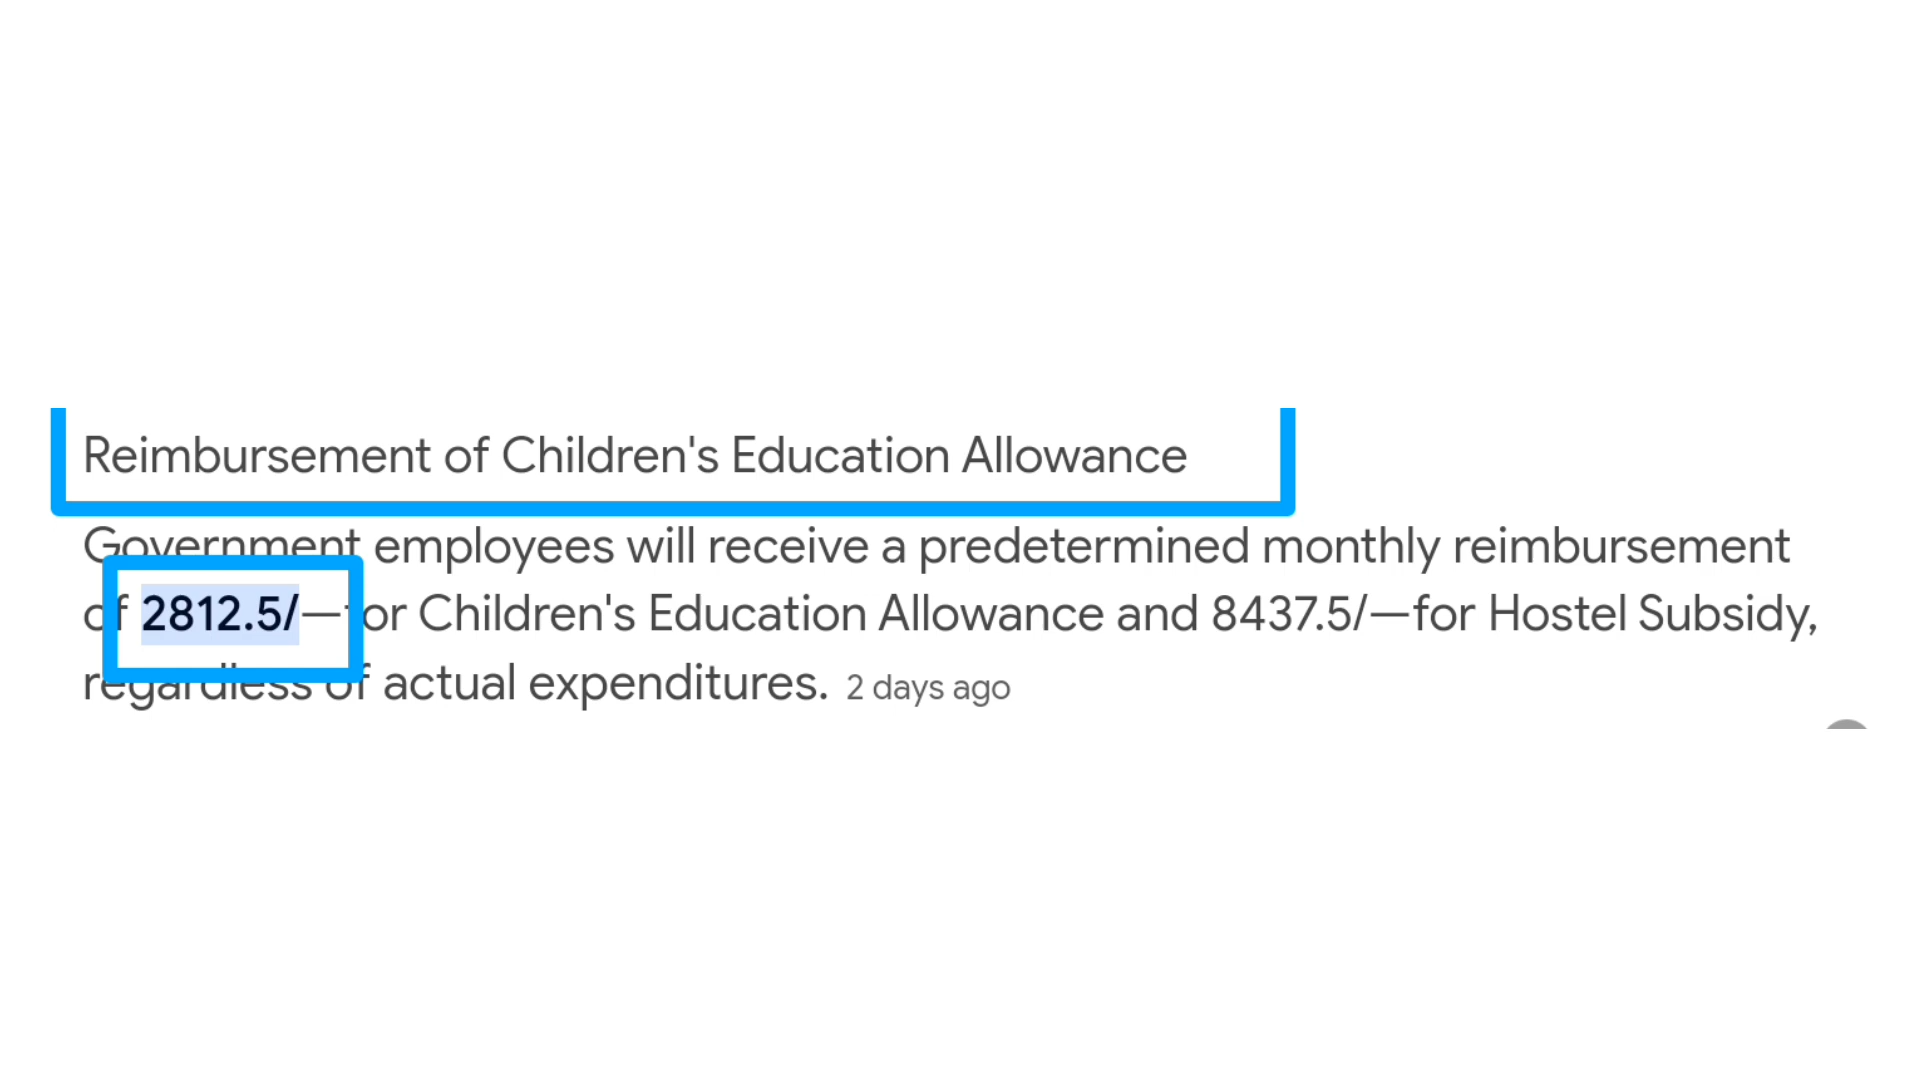 Reimbursement of Children's Education Allowance
Government employees will receive a predetermined monthly reimbursement
of 2812.5/—for Children's Education Allowance and 8437.5/—for Hostel Subsidy,
regardless of actual expenditures. 2 days ago